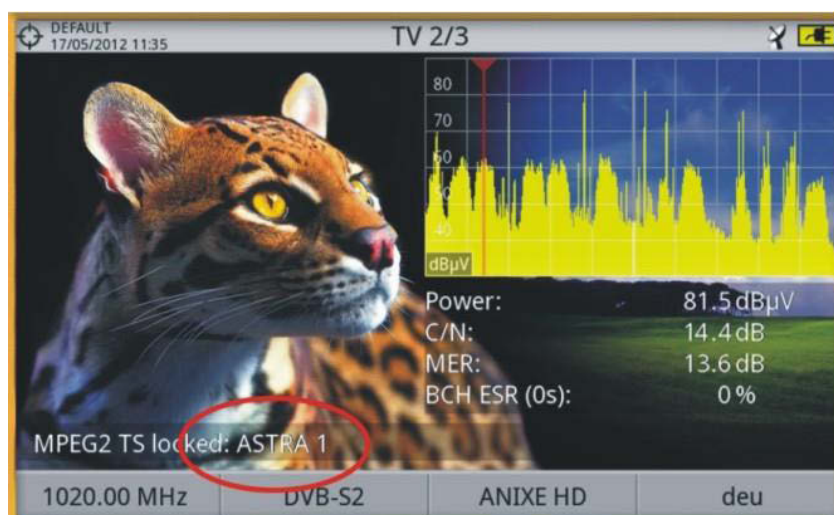 DEFAULT
17/05/2012 11:35
TV 2/3
80
70
60
50
40
dBµV
Power: 81.5 dBµV
C/N: 14.4 dB
MER: 13.6 dB
BCH ESR (0s): 0 %
MPEG2 TS locked: ASTRA 1
1020.00 MHz
DVB-S2
ANIXE HD
deu